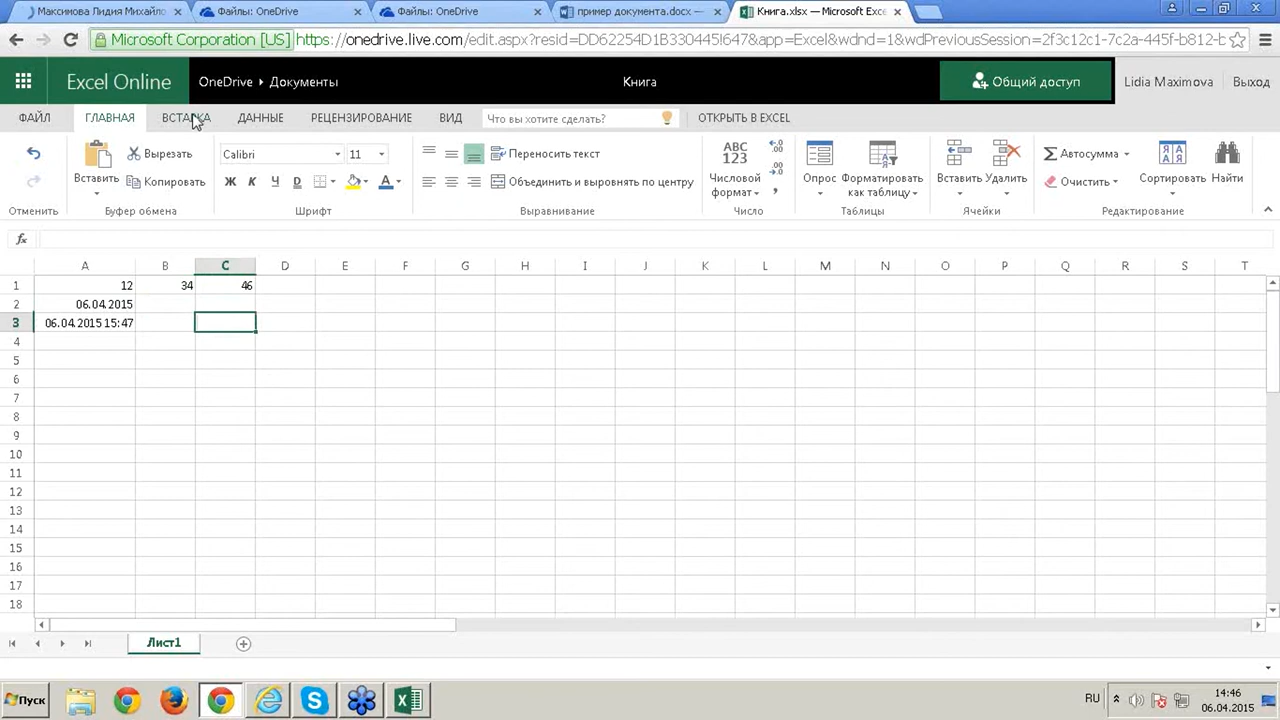 Максимова Лидия Михайло
Файлы: OneDrive
Файлы: OneDrive
пример документа.docx —
Книга.xlsx — Microsoft Exce
Microsoft Corporation [US]
https://onedrive.live.com/edit.aspx?resid=DD62254D1B330445!67&app=Excel&wdnd=1&wdPreviousSession=2f3c12c1-7c2a-445f-b812-E
Excel Online
OneDrive
Документы
Книга
Общий доступ
Lidia Maximova
Выход
ФАЙЛ
ГЛАВНАЯ
ВСТАВКА
ДАННЫЕ
РЕЦЕНЗИРОВАНИЕ
ВИД
Что вы хотите сделать?
ОТКРЫТЬ В EXCEL
Вставить
Вырезать
Копировать
Calibri
11
Ж К Ч D
А
Переносить текст
Объединить и выровнять по центру
ABC
123
Числовой
формат
Опрос
Форматировать
как таблицу
Вставить
Удалить
Автосумма
Очистить
Сортировать
Найти
Отменить
Буфер обмена
Шрифт
Выравнивание
Число
Таблицы
Ячейки
Редактирование
fx
A B C D E F G H I J K L M N O P Q R S T
1 12 34 46
2 06.04.2015
3 06.04.2015 15:47
4
5
6
7
8
9
10
11
12
13
14
15
16
17
18
Лист1
Пуск
RU
14:46
06.04.2015